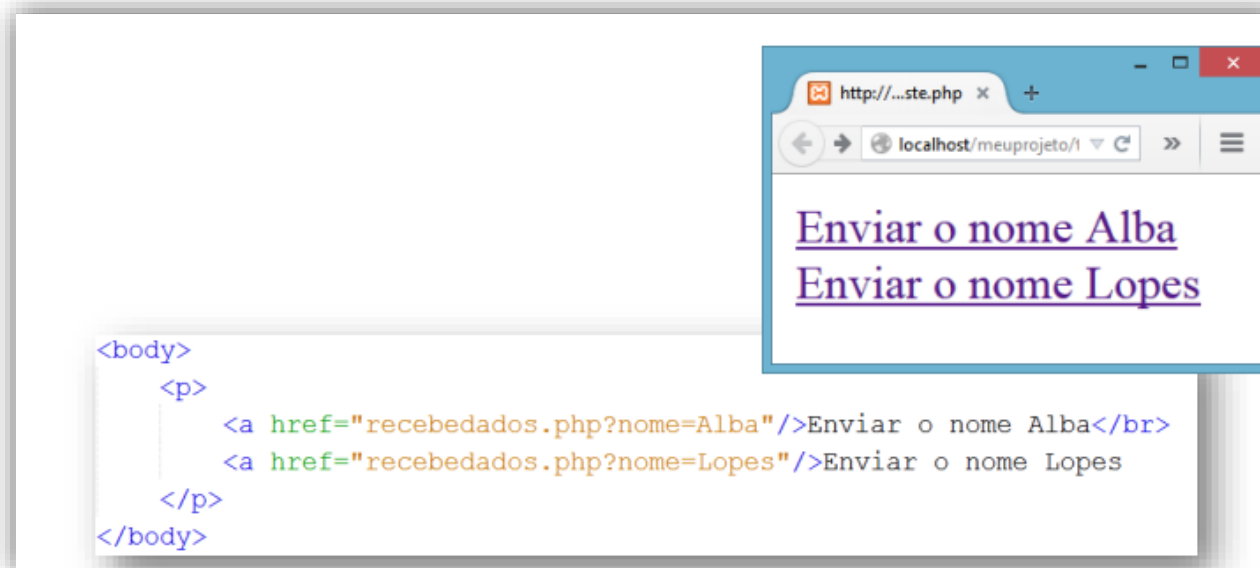 http://...ste.php
localhost/meuprojeto/t
Enviar o nome Alba
Enviar o nome Lopes
<body>
<p>
<a href="recebedados.php?nome=Alba"/>Enviar o nome Alba</br>
<a href="recebedados.php?nome=Lopes"/>Enviar o nome Lopes
</p>
</body>